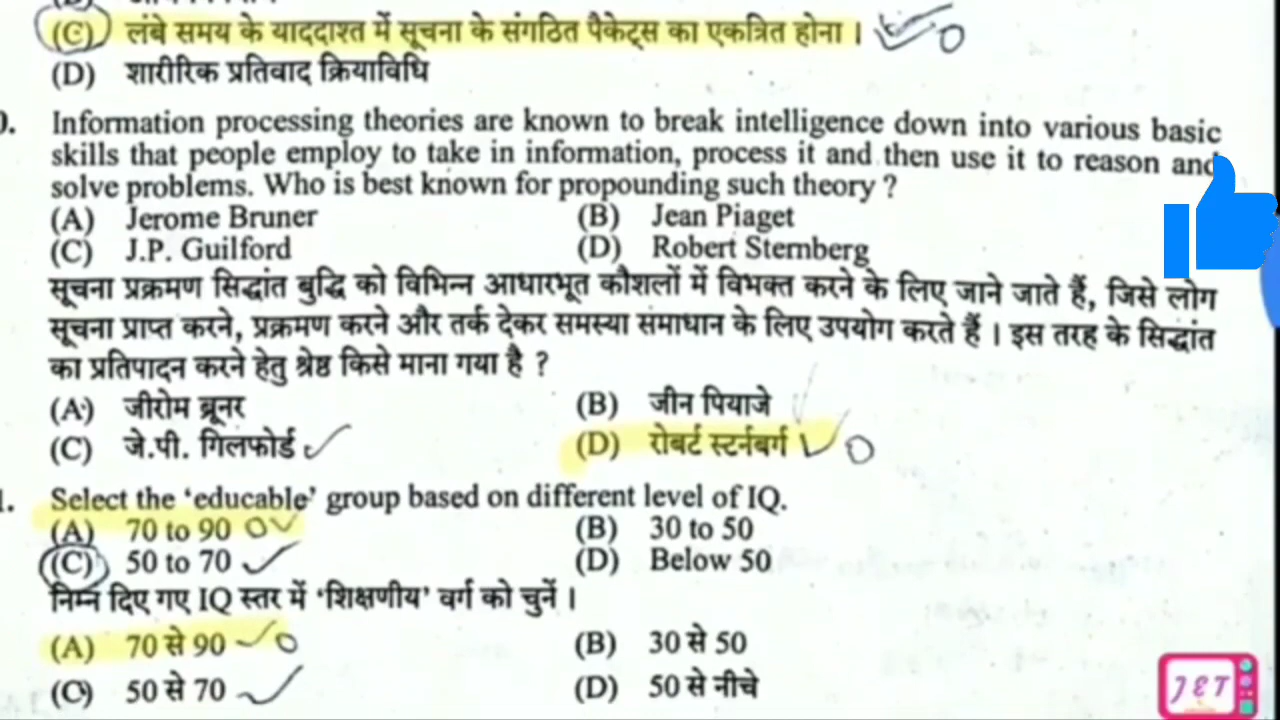 (C) लंबे समय के याददाश्त में सूचना के संगठित पैकेट्स का एकत्रित होना ।
(D) शारीरिक प्रतिवाद क्रियाविधि
Information processing theories are known to break intelligence down into various basic
skills that people employ to take in information, process it and then use it to reason and
solve problems. Who is best known for propounding such theory ?
(A) Jerome Bruner (B) Jean Piaget
(C) J.P. Guilford (D) Robert Sternberg
सूचना प्रक्रमण सिद्धांत बुद्धि को विभिन्न आधारभूत कौशलों में विभक्त करने के लिए जाने जाते हैं, जिसे लोग
सूचना प्राप्त करने, प्रक्रमण करने और तर्क देकर समस्या समाधान के लिए उपयोग करते हैं । इस तरह के सिद्धांत
का प्रतिपादन करने हेतु श्रेष्ठ किसे माना गया है ?
(A) जीरोम ब्रूनर (B) जीन पियाजे
(C) जे.पी. गिलफोर्ड (D) रोबर्ट स्टर्नबर्ग
Select the ‘educable’ group based on different level of IQ.
(A) 70 to 90 (B) 30 to 50
(C) 50 to 70 (D) Below 50
निम्न दिए गए IQ स्तर में ‘शिक्षणीय’ वर्ग को चुनें ।
(A) 70 से 90 (B) 30 से 50
(C) 50 से 70 (D) 50 से नीचे
JET